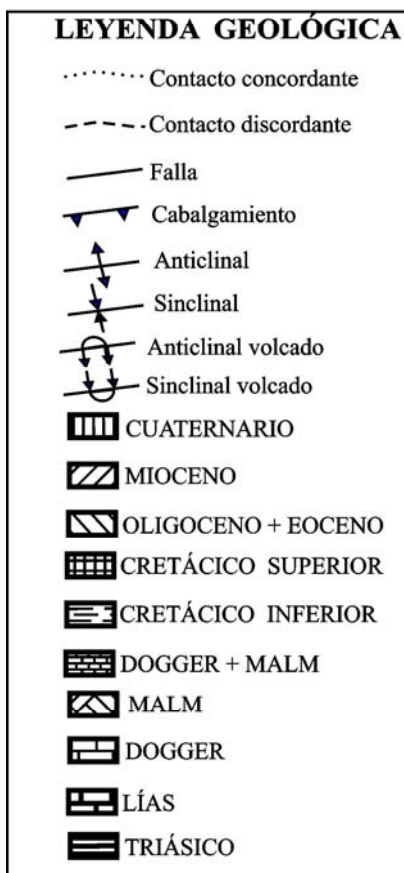 LEYENDA GEOLÓGICA
Contacto concordante
Contacto discordante
Falla
Cabalgamiento
Anticlinal
Sinclinal
Anticlinal volcado
Sinclinal volcado
CUATERNARIO
MIOCENO
OLIGOCENO + EOCENO
CRETÁCICO SUPERIOR
CRETÁCICO INFERIOR
DOGGER + MALM
MALM
DOGGER
LÍAS
TRIÁSICO